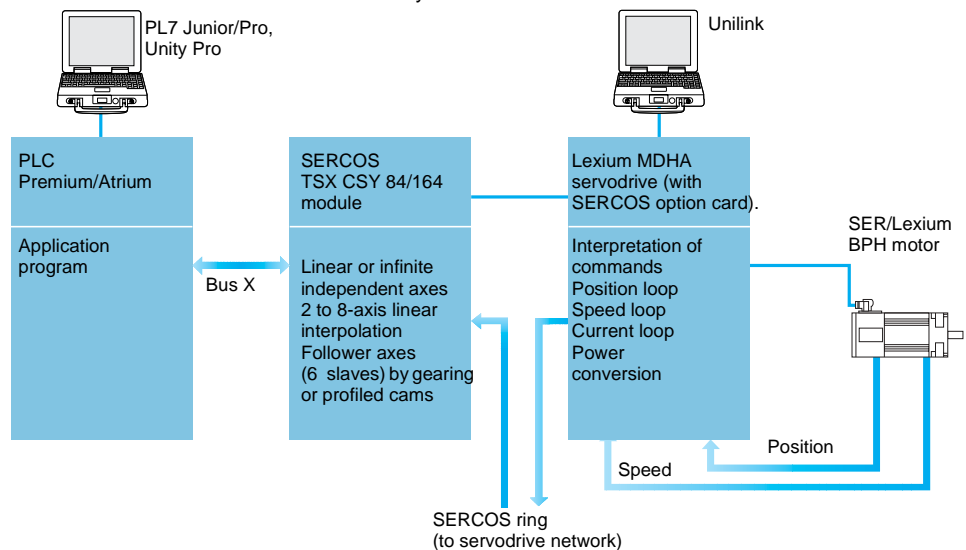 PL7 Junior/Pro,
Unity Pro
Unilink
PLC
Premium/Atrium
SERCOS
TSX CSY 84/164
module
Lexium MDHA
servodrive (with
SERCOS option card).
SER/Lexium
BPH motor
Application
program
Bus X
Linear or infinite
independent axes
2 to 8-axis linear
interpolation
Follower axes
(6 slaves) by gearing
or profiled cams
Interpretation of
commands
Position loop
Speed loop
Current loop
Power
conversion
Position
Speed
SERCOS ring
(to servodrive network)